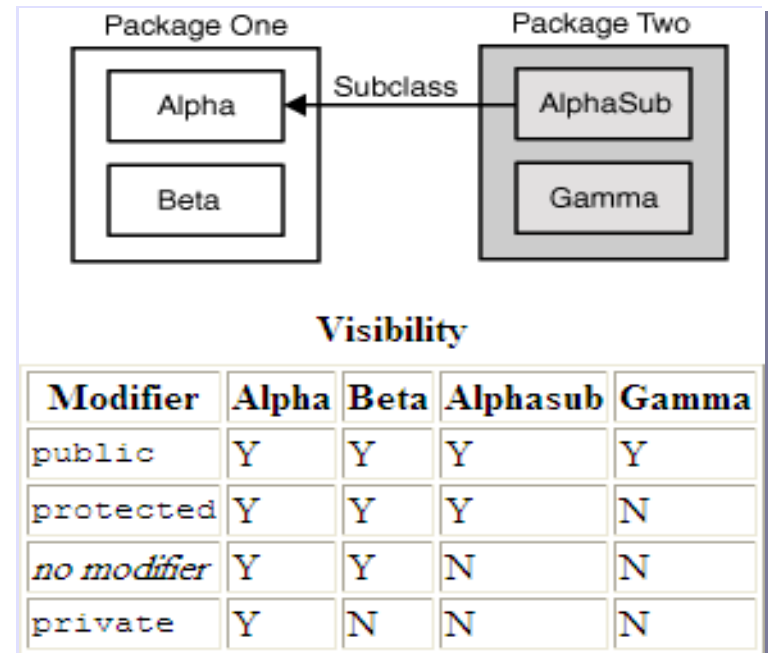 Package One Package Two
Subclass
Alpha AlphaSub
Beta Gamma
Visibility
Modifier Alpha Beta Alphasub Gamma
public Y Y Y Y
protected Y Y Y N
no modifier Y Y N N
private Y N N N